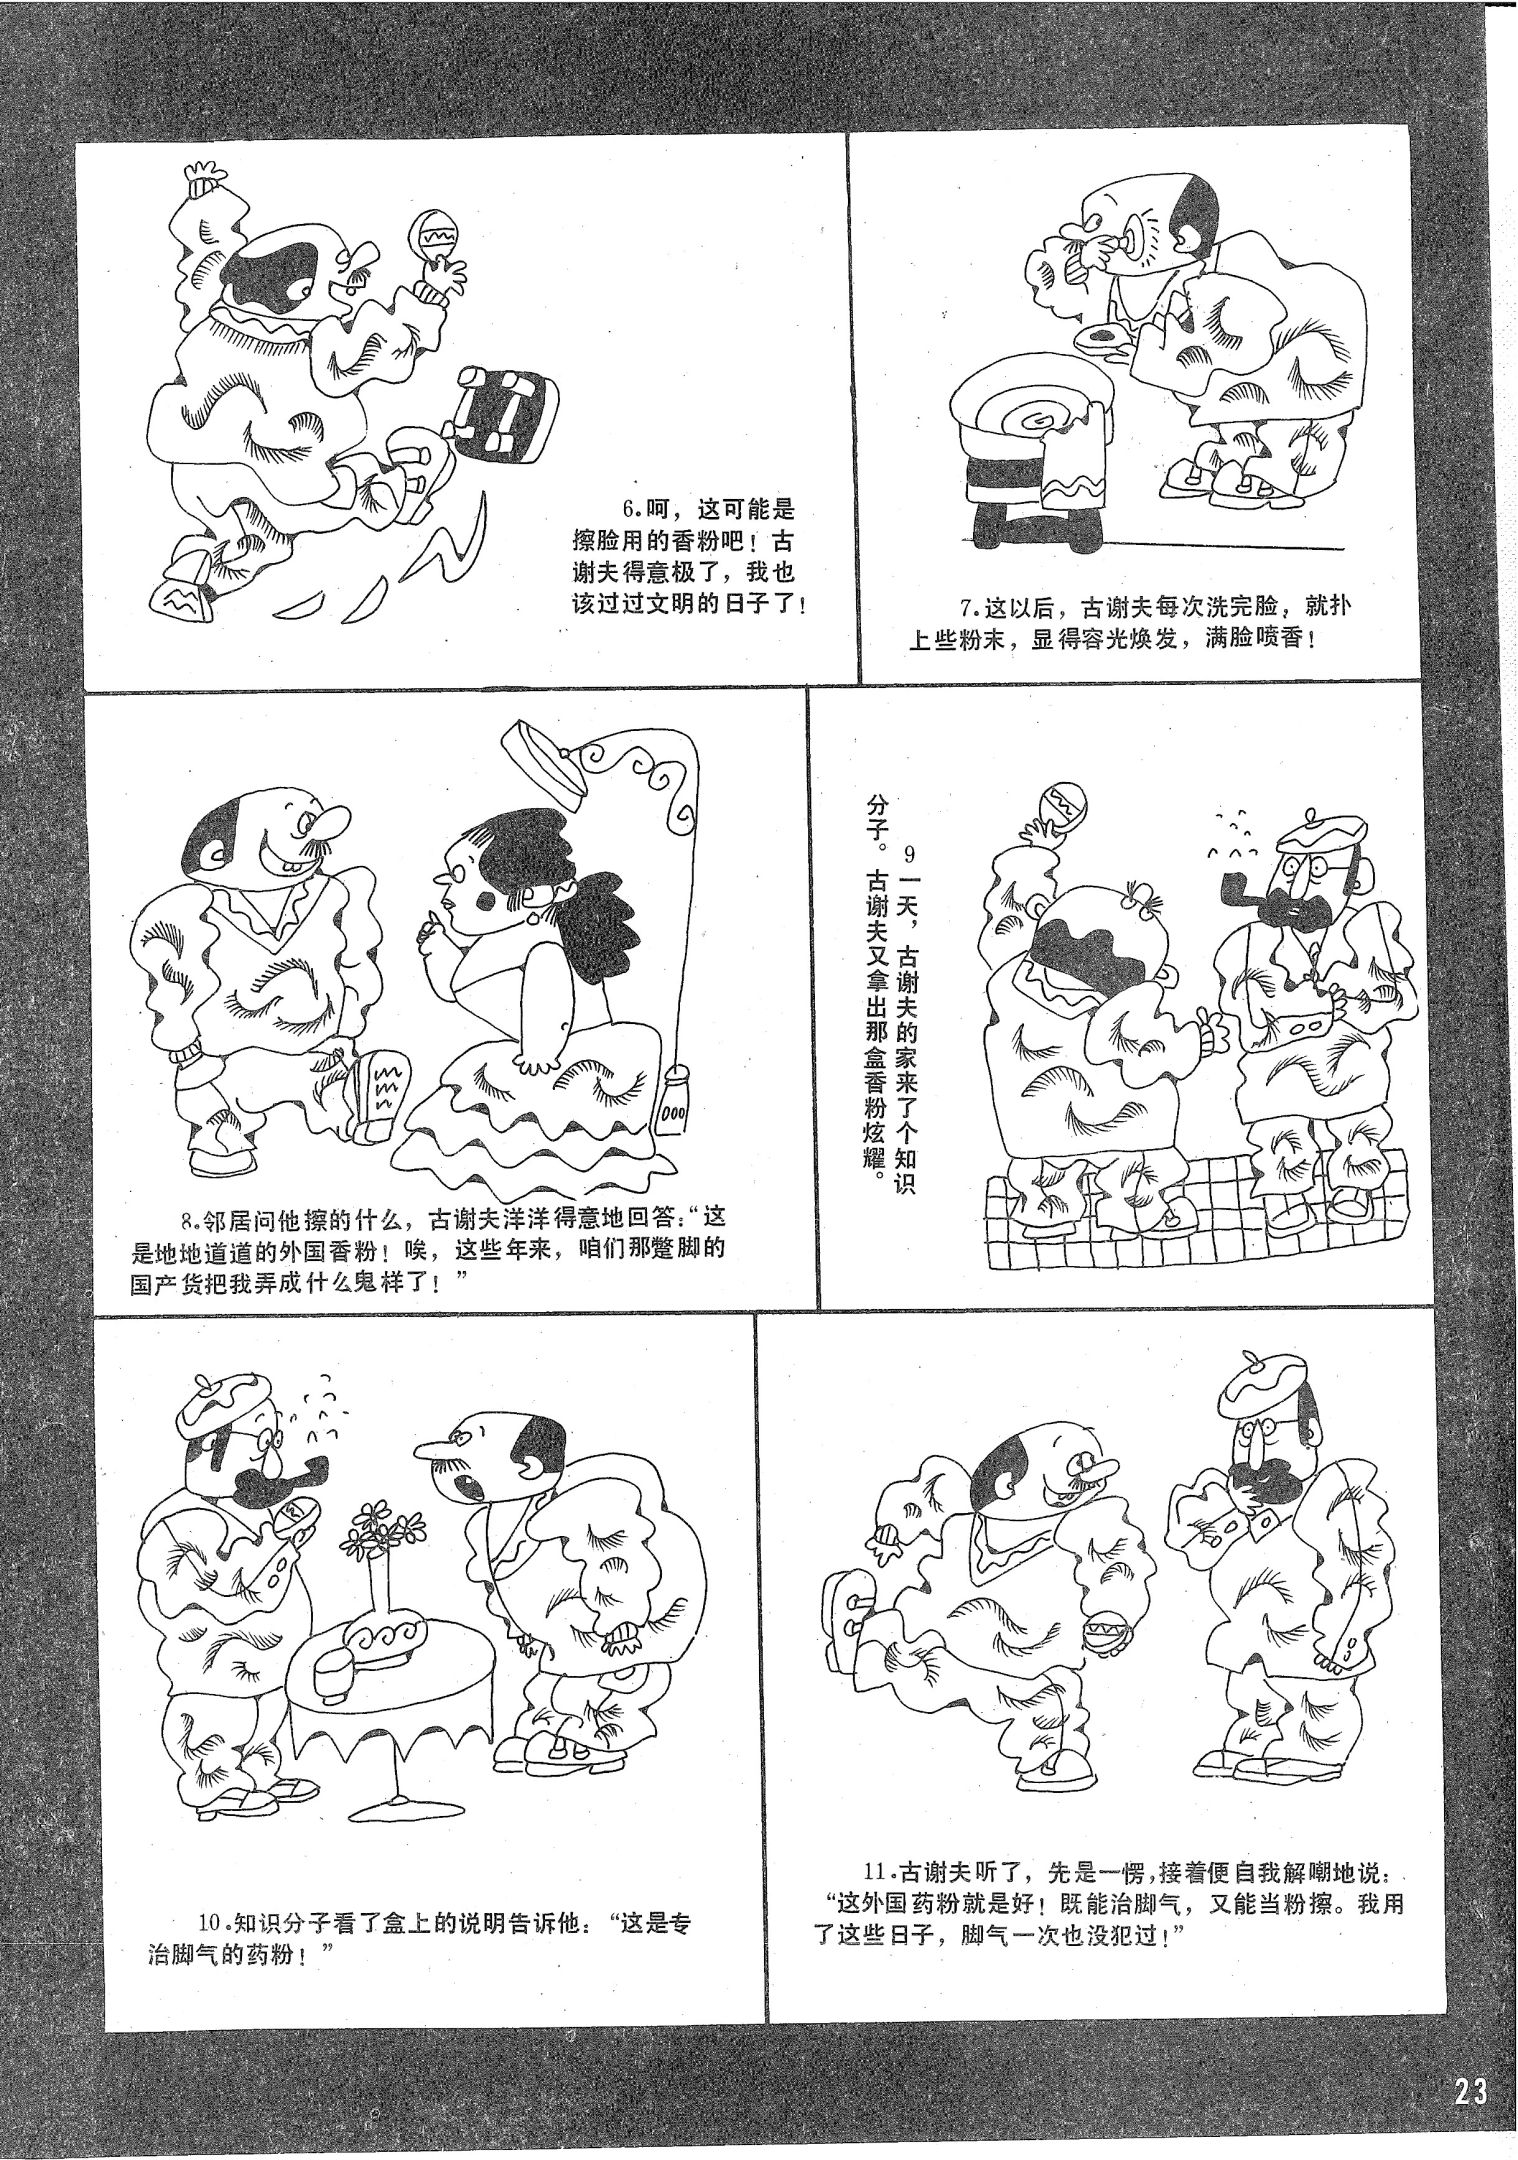 6.呵，这可能是
擦脸用的香粉吧！古
谢夫得意极了，我也
该过过文明的日子了！
7.这以后，古谢夫每次洗完脸，就扑
上些粉末，显得容光焕发，满脸喷香！
8.邻居问他擦的什么，古谢夫洋洋得意地回答：“这
是地地道道的外国香粉！唉，这些年来，咱们那蹩脚的
国产货把我弄成什么鬼样了！”
9一天，古谢夫的家来了个知识
分子。古谢夫又拿出那盒香粉炫耀。
10.知识分子看了盒上的说明告诉他：“这是专
治脚气的药粉！”
11.古谢夫听了，先是一愣，接着便自我解嘲地说：
“这外国药粉就是好！既能治脚气，又能当粉擦。我用
了这些日子，脚气一次也没犯过！”
23